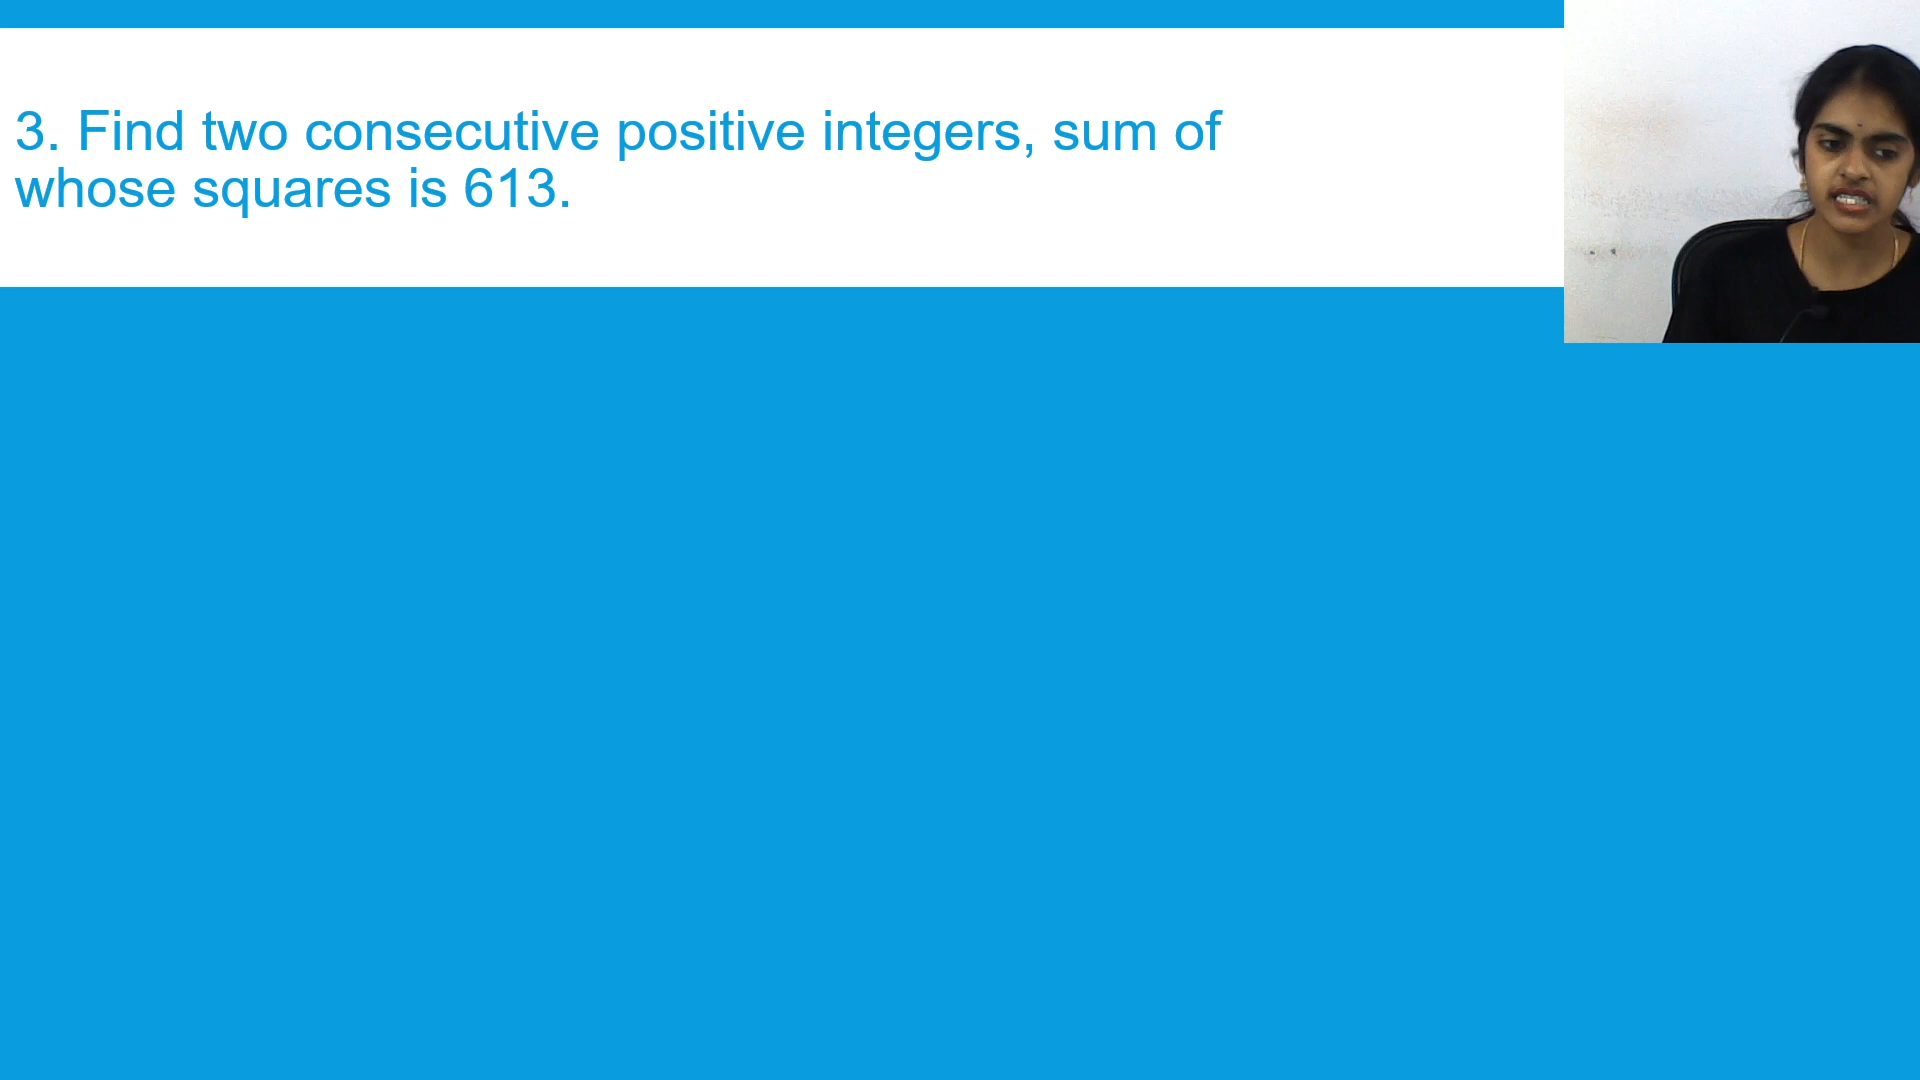 3. Find two consecutive positive integers, sum of
whose squares is 613.